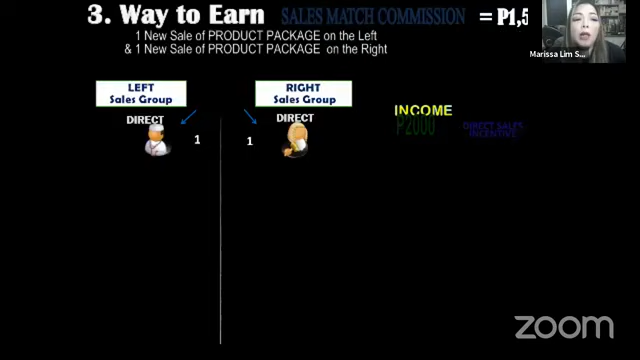 3. Way to Earn SALES MATCH COMMISSION = ₱1,5
1 New Sale of PRODUCT PACKAGE on the Left
& 1 New Sale of PRODUCT PACKAGE on the Right
Marissa Lim S...
LEFT
Sales Group
RIGHT
Sales Group
DIRECT
DIRECT
1
1
INCOME
₱2000
DIRECT SALES
INCENTIVE
zoom